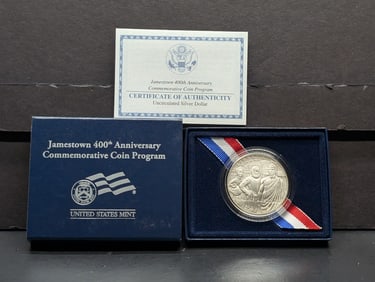 Jamestown 400th Anniversary
Commemorative Coin Program
CERTIFICATE OF AUTHENTICITY
Uncirculated Silver Dollar
Jamestown 400th Anniversary
Commemorative Coin Program
UNITED STATES MINT